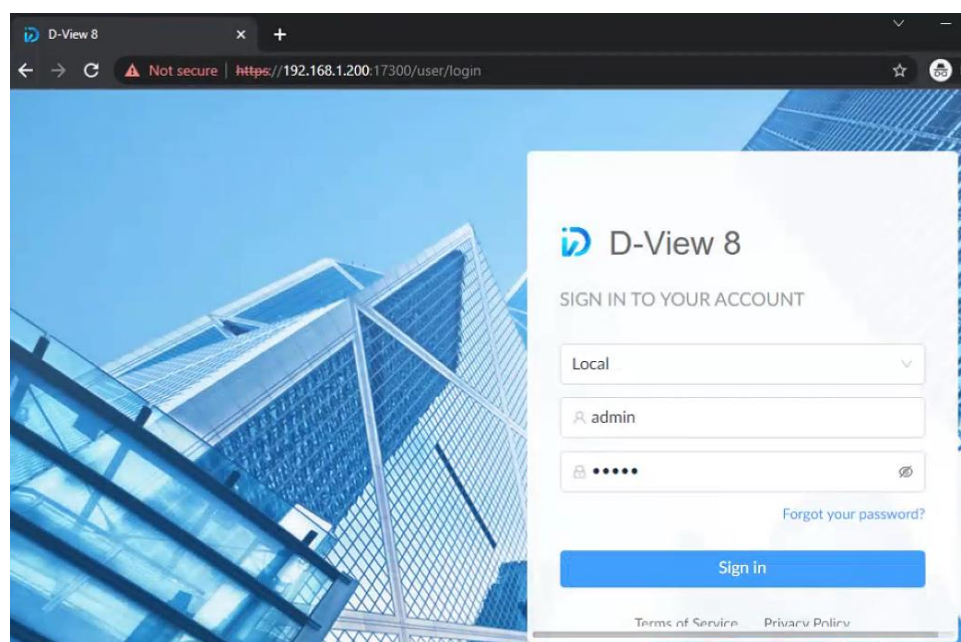 D-View 8
Not secure | https://192.168.1.200:17300/user/login
D-View 8
SIGN IN TO YOUR ACCOUNT
Local
admin
•••••
Forgot your password?
Sign in
Terms of Service Privacy Policy